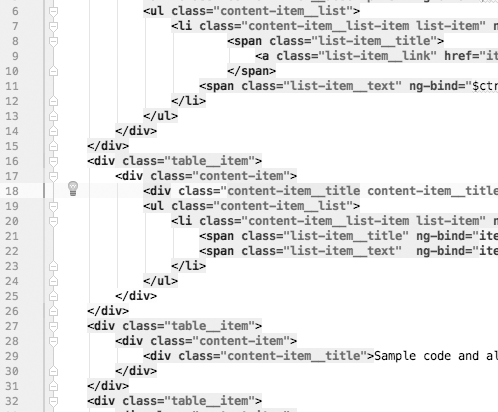 6 <ul class="content-item__list">
7 <li class="content-item__list-item list-item"
8 <span class="list-item__title">
9 <a class="list-item__link" href="it
10 </span>
11 <span class="list-item__text" ng-bind="$ctr
12 </li>
13 </ul>
14 </div>
15 </div>
16 <div class="table__item">
17 <div class="content-item">
18 <div class="content-item__title content-item__title
19 <ul class="content-item__list">
20 <li class="content-item__list-item list-item"
21 <span class="list-item__title" ng-bind="ite
22 <span class="list-item__text"  ng-bind="ite
23 </li>
24 </ul>
25 </div>
26 </div>
27 <div class="table__item">
28 <div class="content-item">
29 <div class="content-item__title">Sample code and al
30 </div>
31 </div>
32 <div class="table__item">